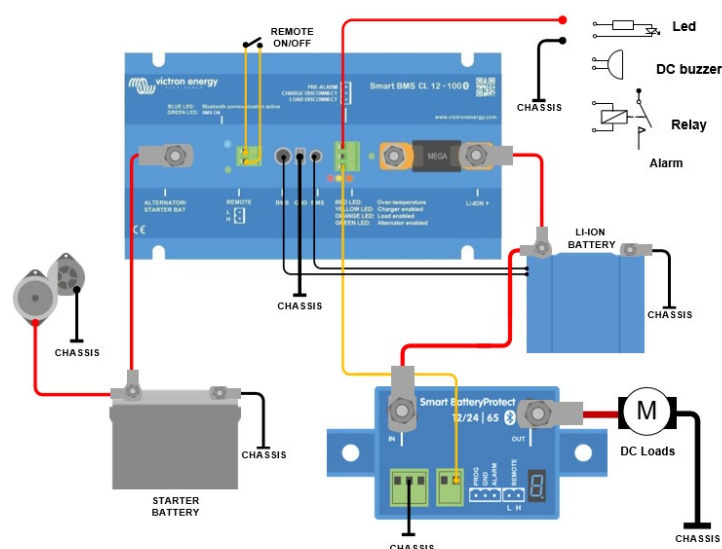 REMOTE
ON/OFF
Led
DC buzzer
Relay
Alarm
CHASSIS
victron energy
BLUE LED: Bluetooth communication active
GREEN LED: BMS ON
PRE-ALARM
CHARGE DISCONNECT
LOAD DISCONNECT
Smart BMS CL 12 - 100
www.victronenergy.com
MEGA
ALTERNATOR/
STARTER BAT
REMOTE
L
H
BMS
GND
BMS
RED LED: Over-temperature
YELLOW LED: Charger enabled
ORANGE LED: Load enabled
GREEN LED: Alternator enabled
LI-ION +
CE
LI-ION
BATTERY
CHASSIS
CHASSIS
CHASSIS
Smart BatteryProtect
12/24 | 65
IN
OUT
M
DC Loads
PROG
GND
ALARM
REMOTE
L H
CHASSIS
STARTER
BATTERY
CHASSIS
CHASSIS